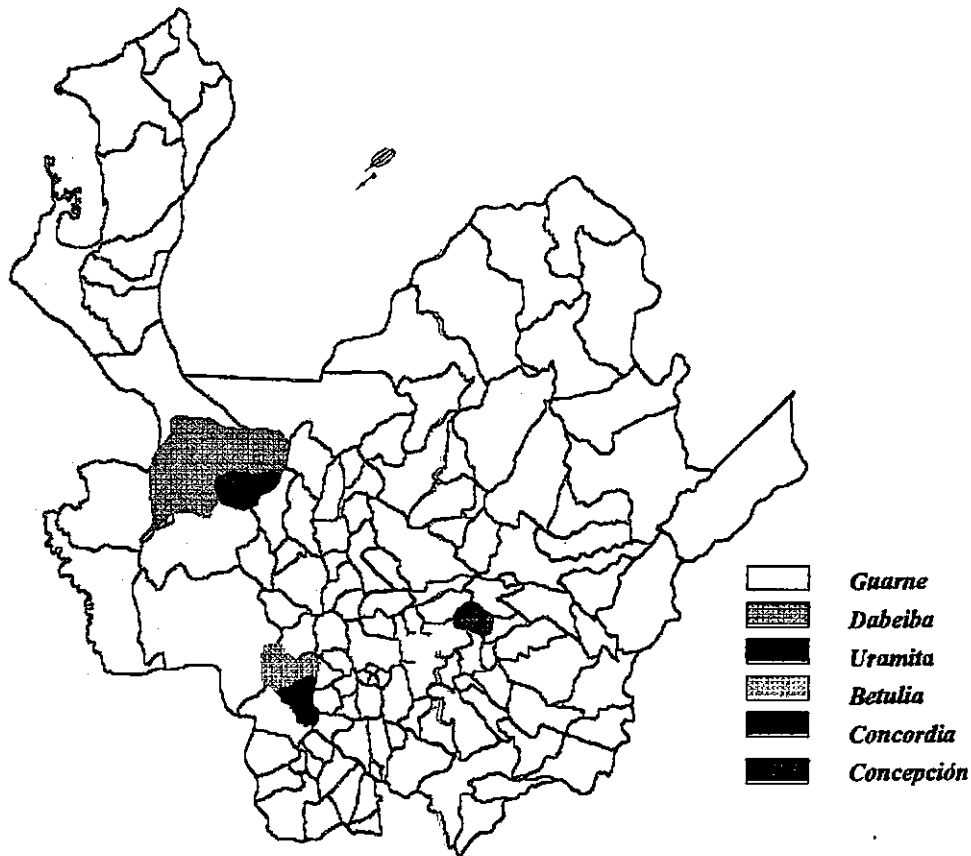 Guarne
Dabeiba
Uramita
Betulia
Concordia
Concepción